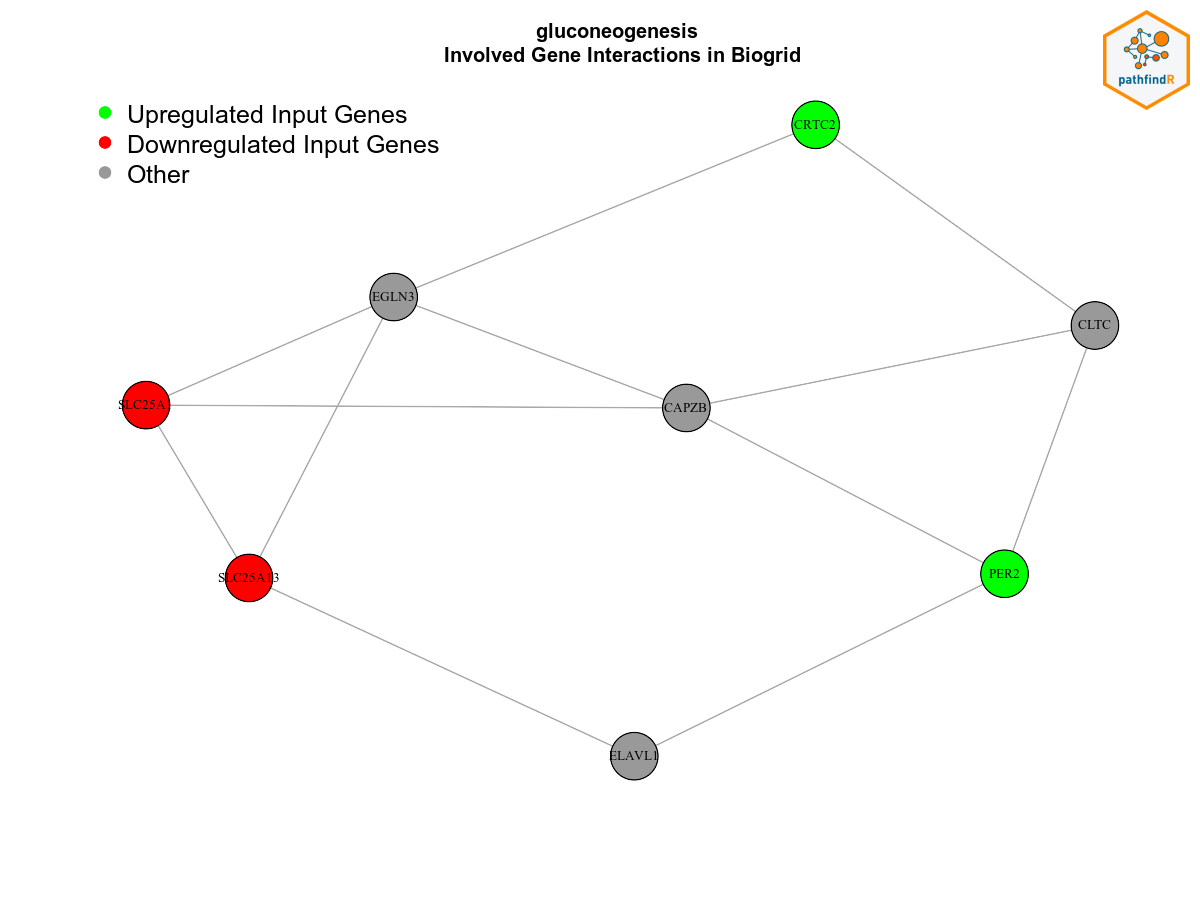 gluconeogenesis
Involved Gene Interactions in Biogrid
pathfindR
Upregulated Input Genes
Downregulated Input Genes
Other
CRTC2
EGLN3
CLTC
SLC25A
CAPZB
PER2
SLC25A13
ELAVL1